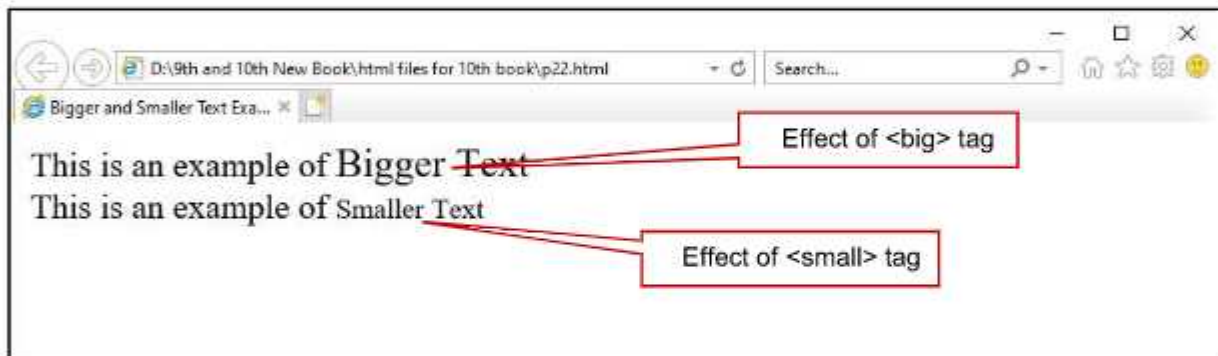 D:\9th and 10th New Book\html files for 10th book\p22.html
Search...
Bigger and Smaller Text Exa...
Effect of <big> tag
This is an example of Bigger Text
This is an example of Smaller Text
Effect of <small> tag